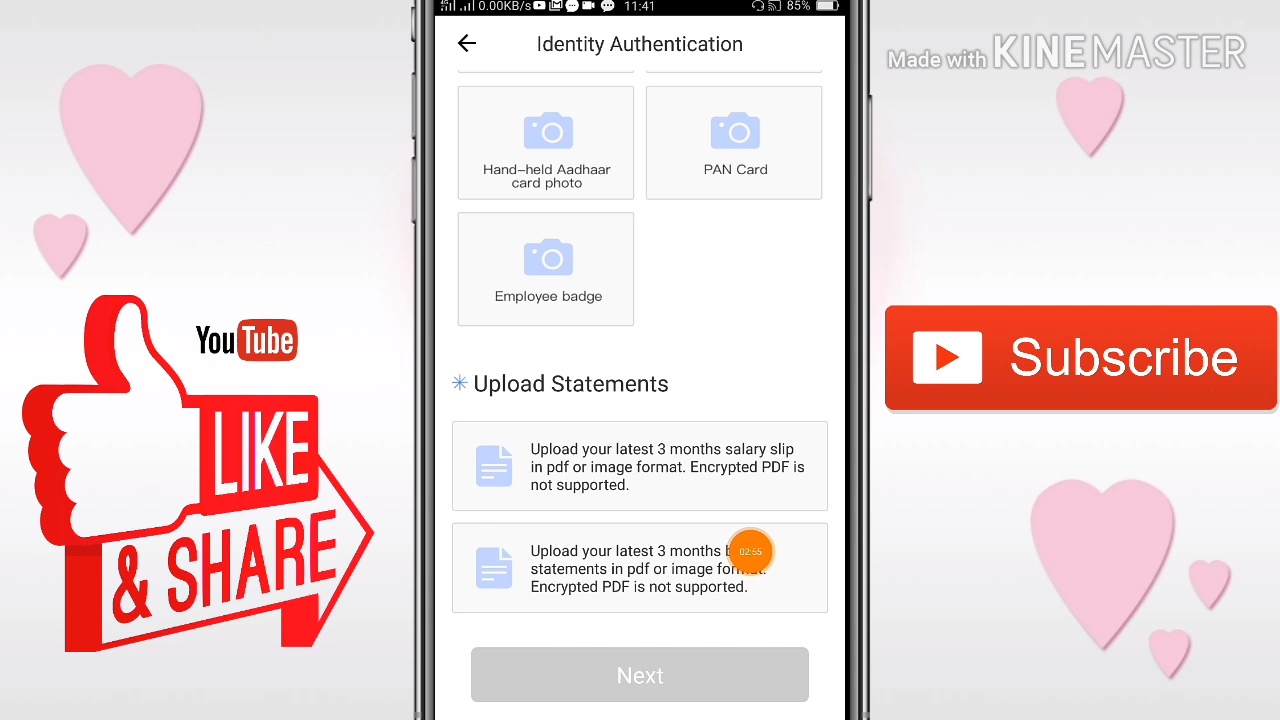 0.00KB/s 11:41 85%
Identity Authentication
Made with KINEMASTER
Hand-held Aadhaar
card photo
PAN Card
Employee badge
YouTube
LIKE
& SHARE
Subscribe
Upload Statements
Upload your latest 3 months salary slip
in pdf or image format. Encrypted PDF is
not supported.
Upload your latest 3 months
02:55
statements in pdf or image format.
Encrypted PDF is not supported.
Next